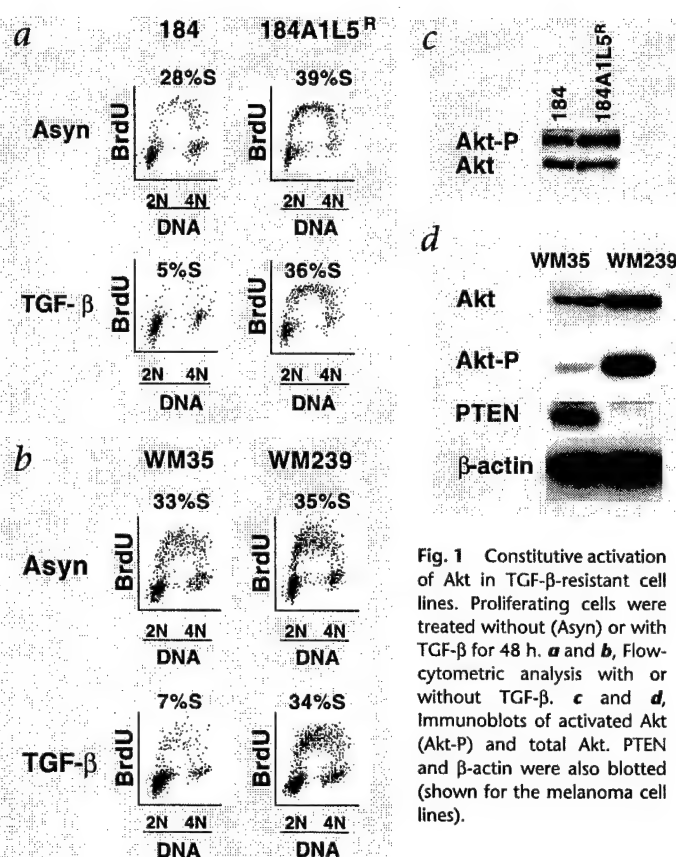 a
184 184A1L5R
28%S 39%S
Asyn BrdU BrdU
2N 4N 2N 4N
DNA DNA
5%S 36%S
TGF- β BrdU BrdU
2N 4N 2N 4N
DNA DNA
b
WM35 WM239
33%S 35%S
Asyn BrdU BrdU
2N 4N 2N 4N
DNA DNA
7%S 34%S
TGF-β BrdU BrdU
2N 4N 2N 4N
DNA DNA
c
184 184A1L5R
Akt-P
Akt
d
WM35 WM239
Akt
Akt-P
PTEN
β-actin
Fig. 1 Constitutive activation
of Akt in TGF-β-resistant cell
lines. Proliferating cells were
treated without (Asyn) or with
TGF-β for 48 h. a and b, Flow-
cytometric analysis with or
without TGF-β. c and d,
Immunoblots of activated Akt
(Akt-P) and total Akt. PTEN
and β-actin were also blotted
(shown for the melanoma cell
lines).